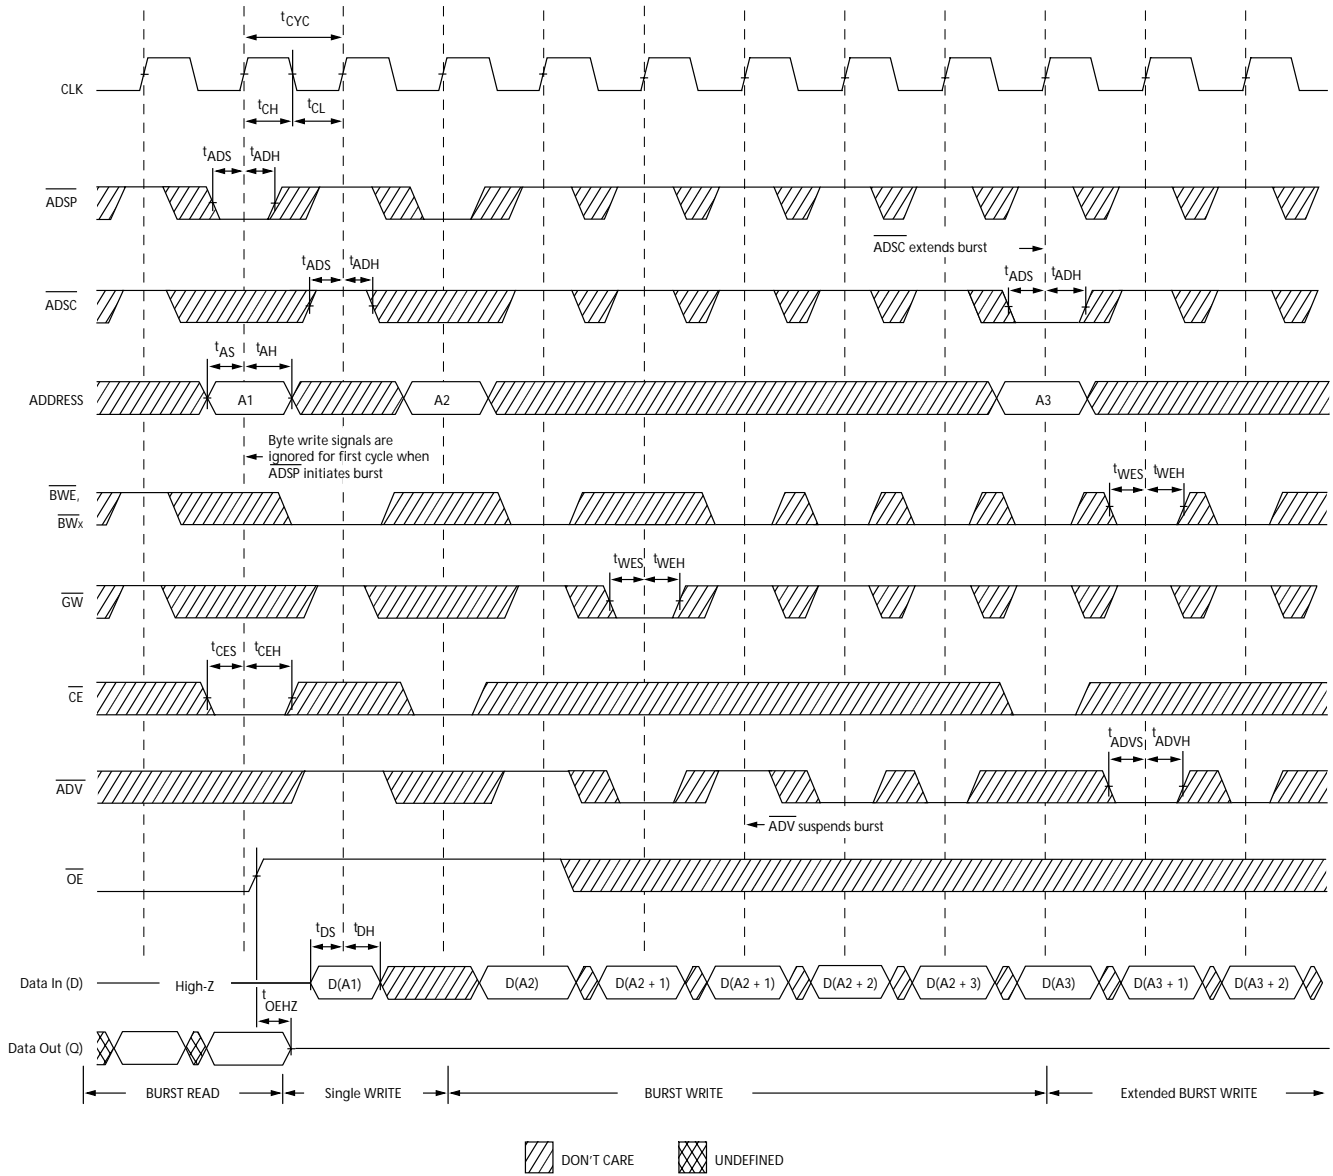 tCYC
CLK
tCH tCL
tADS tADH
ADSP
ADSC extends burst
tADS tADH tADS tADH
ADSC
tAS tAH
ADDRESS A1 A2 A3
Byte write signals are
ignored for first cycle when
ADSP initiates burst
tWES tWEH
BWE,
BWx
tWES tWEH
GW
tCES tCEH
CE
tADVS tADVH
ADV
ADV suspends burst
OE
tDS tDH
Data In (D) High-Z D(A1) D(A2) D(A2 + 1) D(A2 + 1) D(A2 + 2) D(A2 + 3) D(A3) D(A3 + 1) D(A3 + 2)
tOEHZ
Data Out (Q)
BURST READ Single WRITE BURST WRITE Extended BURST WRITE
DON'T CARE UNDEFINED